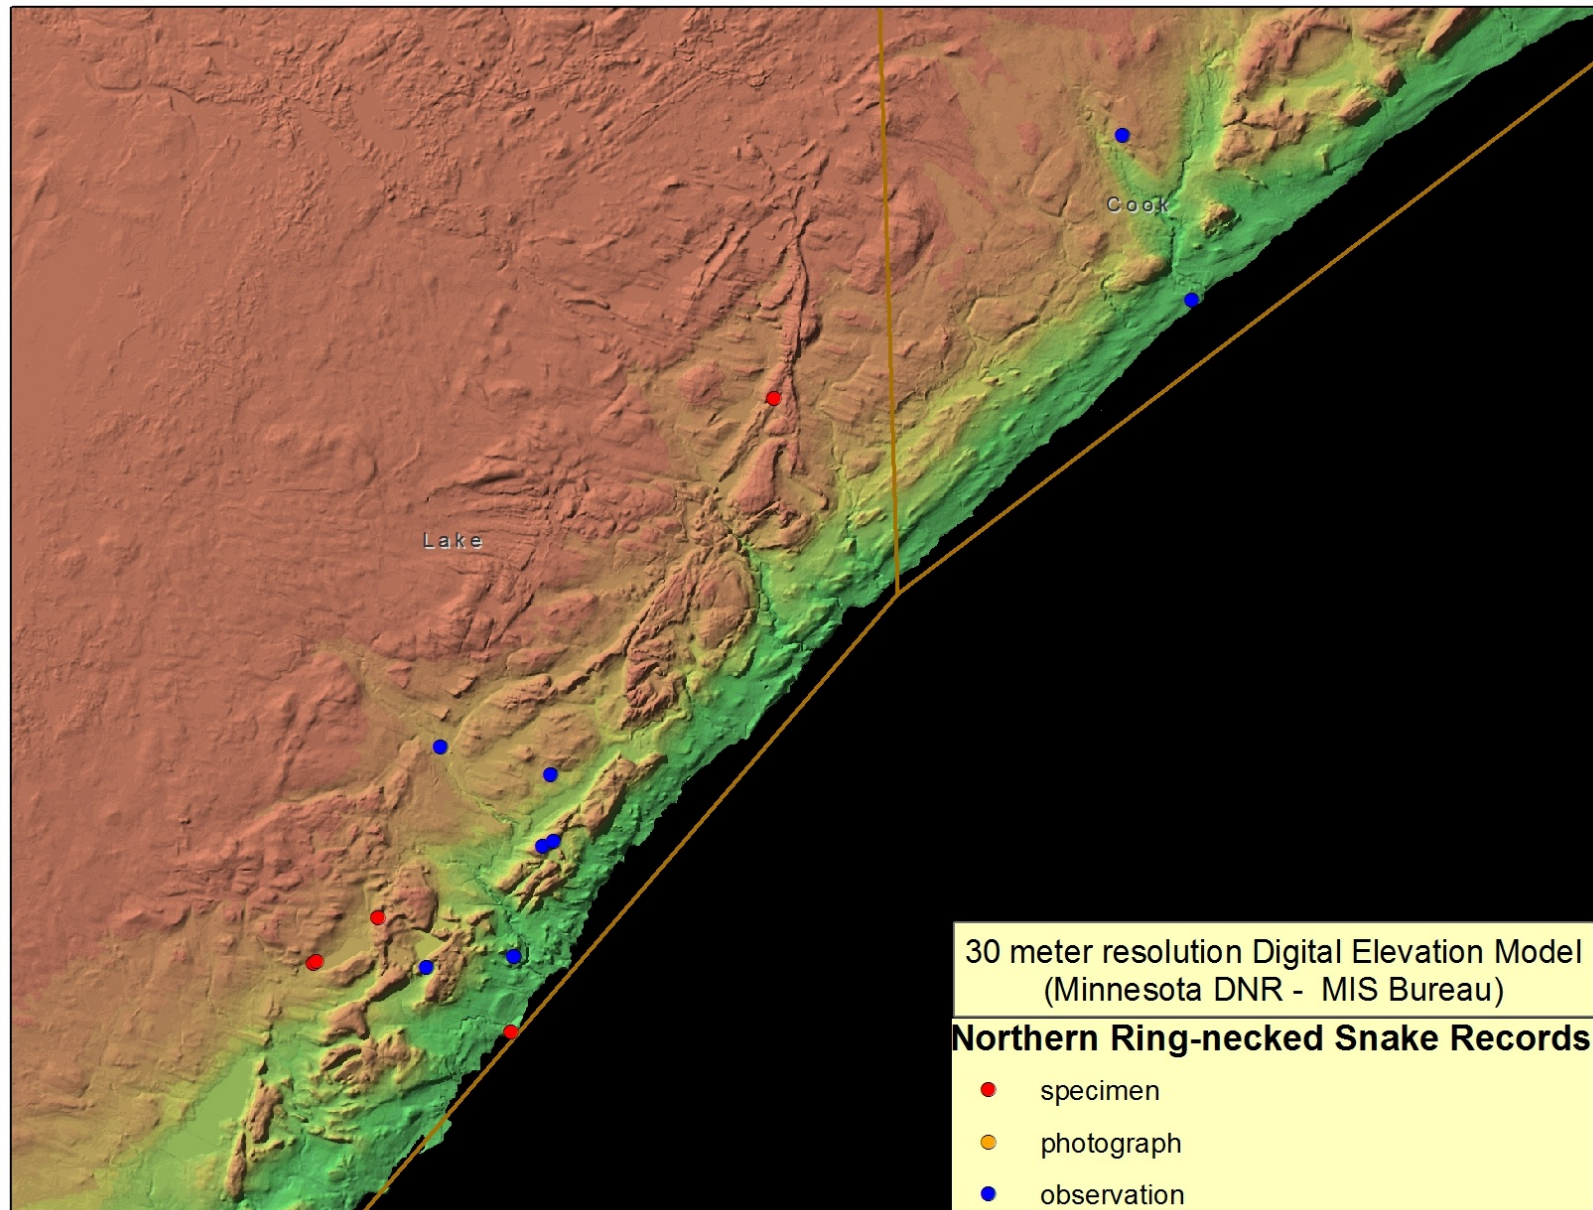 Cook
Lake
30 meter resolution Digital Elevation Model
(Minnesota DNR - MIS Bureau)
Northern Ring-necked Snake Records
specimen
photograph
observation